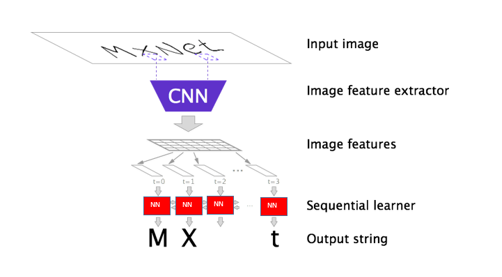 MxNet
Input image
CNN
Image feature extractor
Image features
...
t=0 t=1 t=2 t=3
NN NN NN ... NN
Sequential learner
M X t
Output string